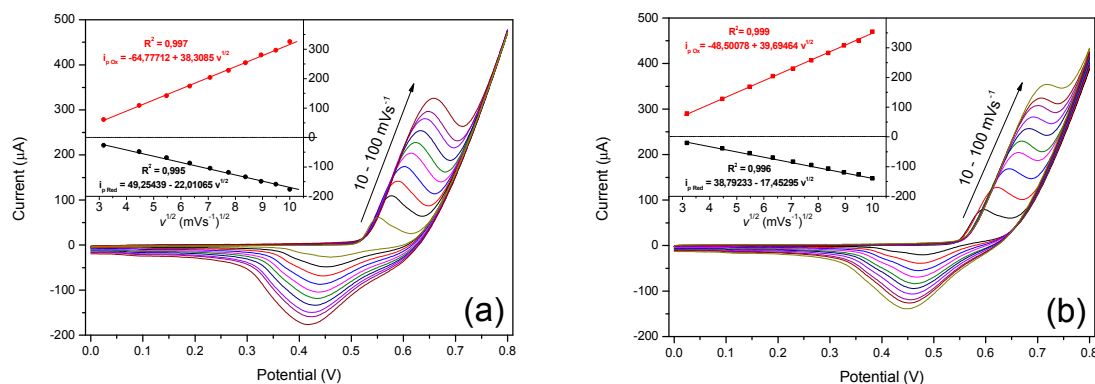 500
400
300
200
100
0
-100
-200
Current (µA)
0.0 0.1 0.2 0.3 0.4 0.5 0.6 0.7 0.8
Potential (V)
R² = 0,997
i p Ox = -64,77712 + 38,3085 v^1/2
R² = 0,995
i p Red = 49,25439 - 22,01065 v^1/2
3 4 5 6 7 8 9 10
v^1/2 (mVs⁻¹)^1/2
300
200
100
0
-100
-200
10 - 100 mVs⁻¹
(a)
500
400
300
200
100
0
-100
-200
Current (µA)
0.0 0.1 0.2 0.3 0.4 0.5 0.6 0.7 0.8
Potential (V)
R²= 0,999
i p Ox = -48,50078 + 39,69464 v^1/2
R² = 0,996
i p Red = 38,79233 - 17,45295 v^1/2
3 4 5 6 7 8 9 10
v^1/2 (mVs⁻¹)^1/2
300
200
100
0
-100
-200
10 - 100 mVs⁻¹
(b)